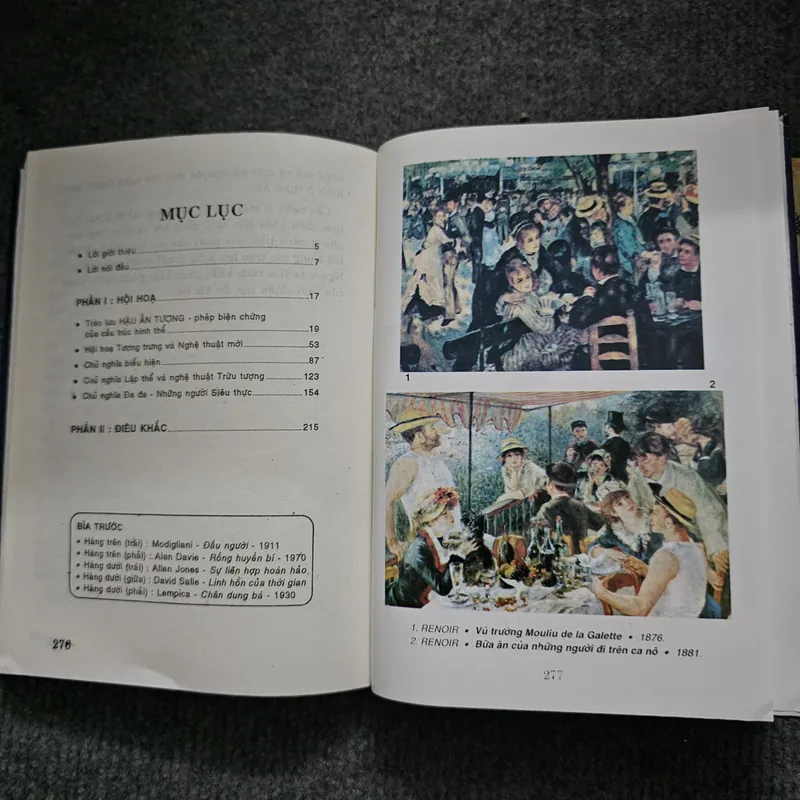 MỤC LỤC
• Lời giới thiệu 5
• Lời nói đầu 7
PHẦN I : HỘI HOẠ 17
• Trào lưu HẬU ẤN TƯỢNG - phép biện chứng
của cấu trúc hình thể 19
• Hội hoạ Tượng trưng và Nghệ thuật mới 53
• Chủ nghĩa biểu hiện 87
• Chủ nghĩa Lập thể và nghệ thuật Trừu tượng 123
• Chủ nghĩa Đa đa - Những người Siêu thực 154
PHẦN II : ĐIÊU KHẮC 215
BÌA TRƯỚC
• Hàng trên (trái) : Modigliani - Đầu người - 1911
• Hàng trên (phải) : Alan Davie - Rồng huyền bí - 1970
• Hàng dưới (trái) : Allen Jones - Sự liên hợp hoàn hảo
• Hàng dưới (giữa) : David Salle - Linh hồn của thời gian
• Hàng dưới (phải) : Lempica - Chân dung bà - 1930
276
1
2
1. RENOIR • Vũ trường Mouliu de la Galette • 1876.
2. RENOIR • Bữa ăn của những người đi trên ca nô • 1881.
277